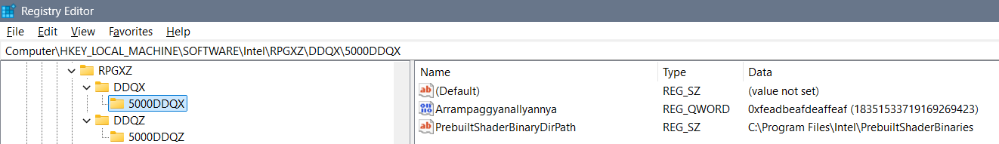 Registry Editor
File Edit View Favorites Help
Computer\HKEY_LOCAL_MACHINE\SOFTWARE\Intel\RPGXZ\DDQX\5000DDQX
RPGXZ
DDQX
5000DDQX
DDQZ
5000DDQZ
Name Type Data
(Default) REG_SZ (value not set)
Arrampaggyanallyannya REG_QWORD 0xfeadbeafdeaffeaf (18351533719169269423)
PrebuiltShaderBinaryDirPath REG_SZ C:\Program Files\Intel\PrebuiltShaderBinaries